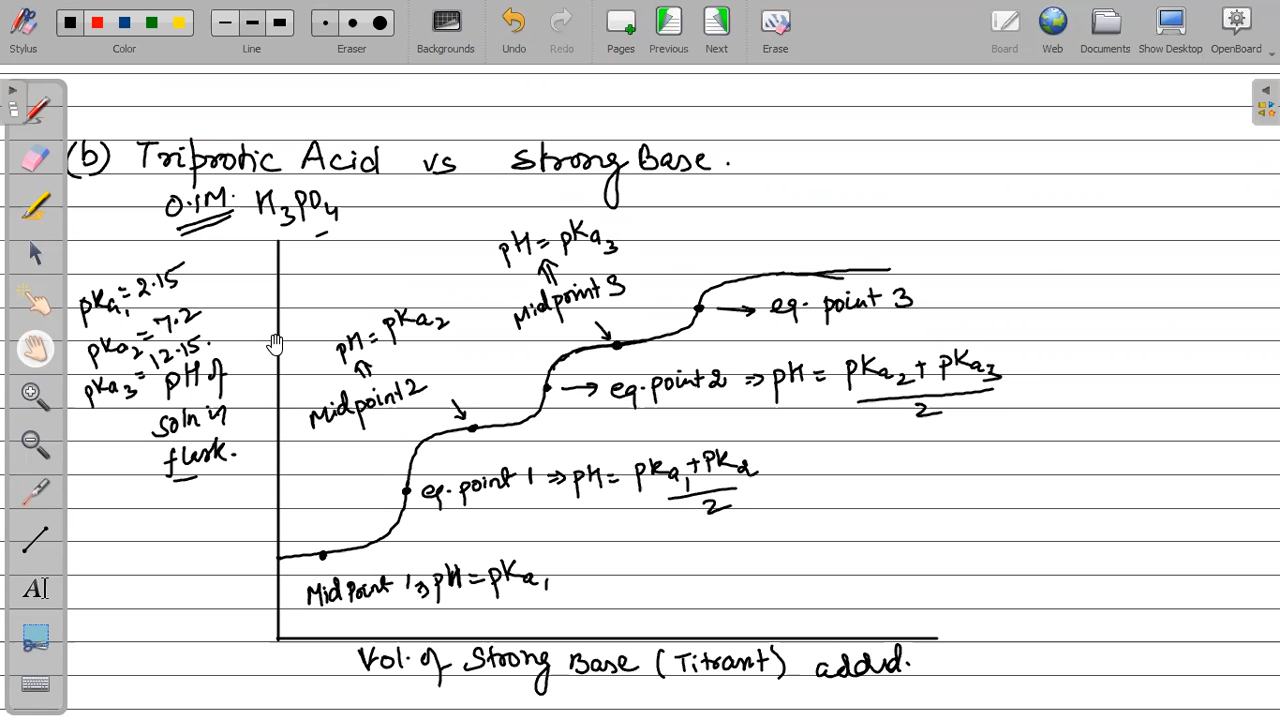 Stylus Color Line Eraser Backgrounds Undo Redo Pages Previous Next Erase Board Web Documents Show Desktop OpenBoard
(b) Triprotic Acid vs Strong Base.
0.1M. H3PO4
pKa1 = 2.15
pKa2 = 7.2
pKa3 = 12.15.
pH of
soln in
flask.
pH = pKa3
Midpoint 3
eq. point 3
pH = pKa2
Midpoint 2
eq. point 2 ⇒ pH = pKa2 + pKa3
2
eq. point 1 ⇒ pH = pKa1 + pK2
2
Midpoint 1 ⇒ pH = pKa1
Vol. of Strong Base (Titrant) added.